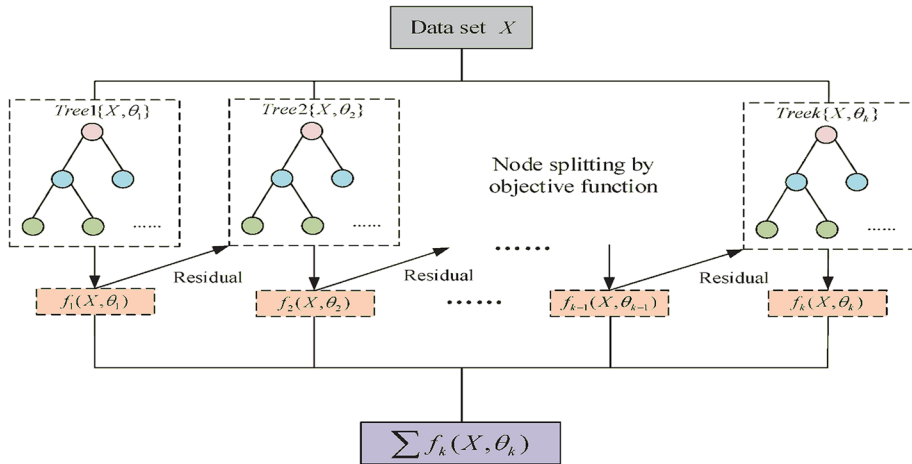 Data set X
Tree1{X,θ₁}
Tree2{X,θ₂}
Treek{X,θₖ}
Node splitting by
objective function
......
......
......
......
Residual
Residual
Residual
f₁(X,θ₁)
f₂(X,θ₂)
......
fₖ₋₁(X,θₖ₋₁)
fₖ(X,θₖ)
∑ fₖ(X,θₖ)